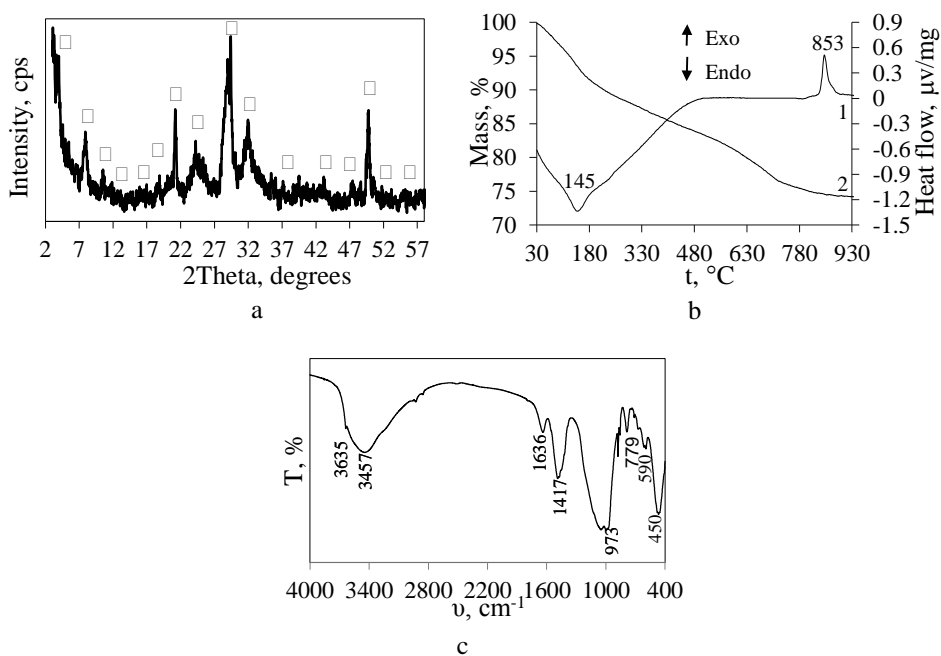 Intensity, cps
2 7 12 17 22 27 32 37 42 47 52 57
2Theta, degrees
a
Mass, %
100
95
90
85
80
75
70
↑ Exo
↓ Endo
145
853
1
2
0.9
0.6
0.3
0
-0.3
-0.6
-0.9
-1.2
-1.5
Heat flow, μv/mg
30 180 330 480 630 780 930
t, °C
b
T, %
3635
3457
1636
1417
973
779
590
450
4000 3400 2800 2200 1600 1000 400
υ, cm-1
c